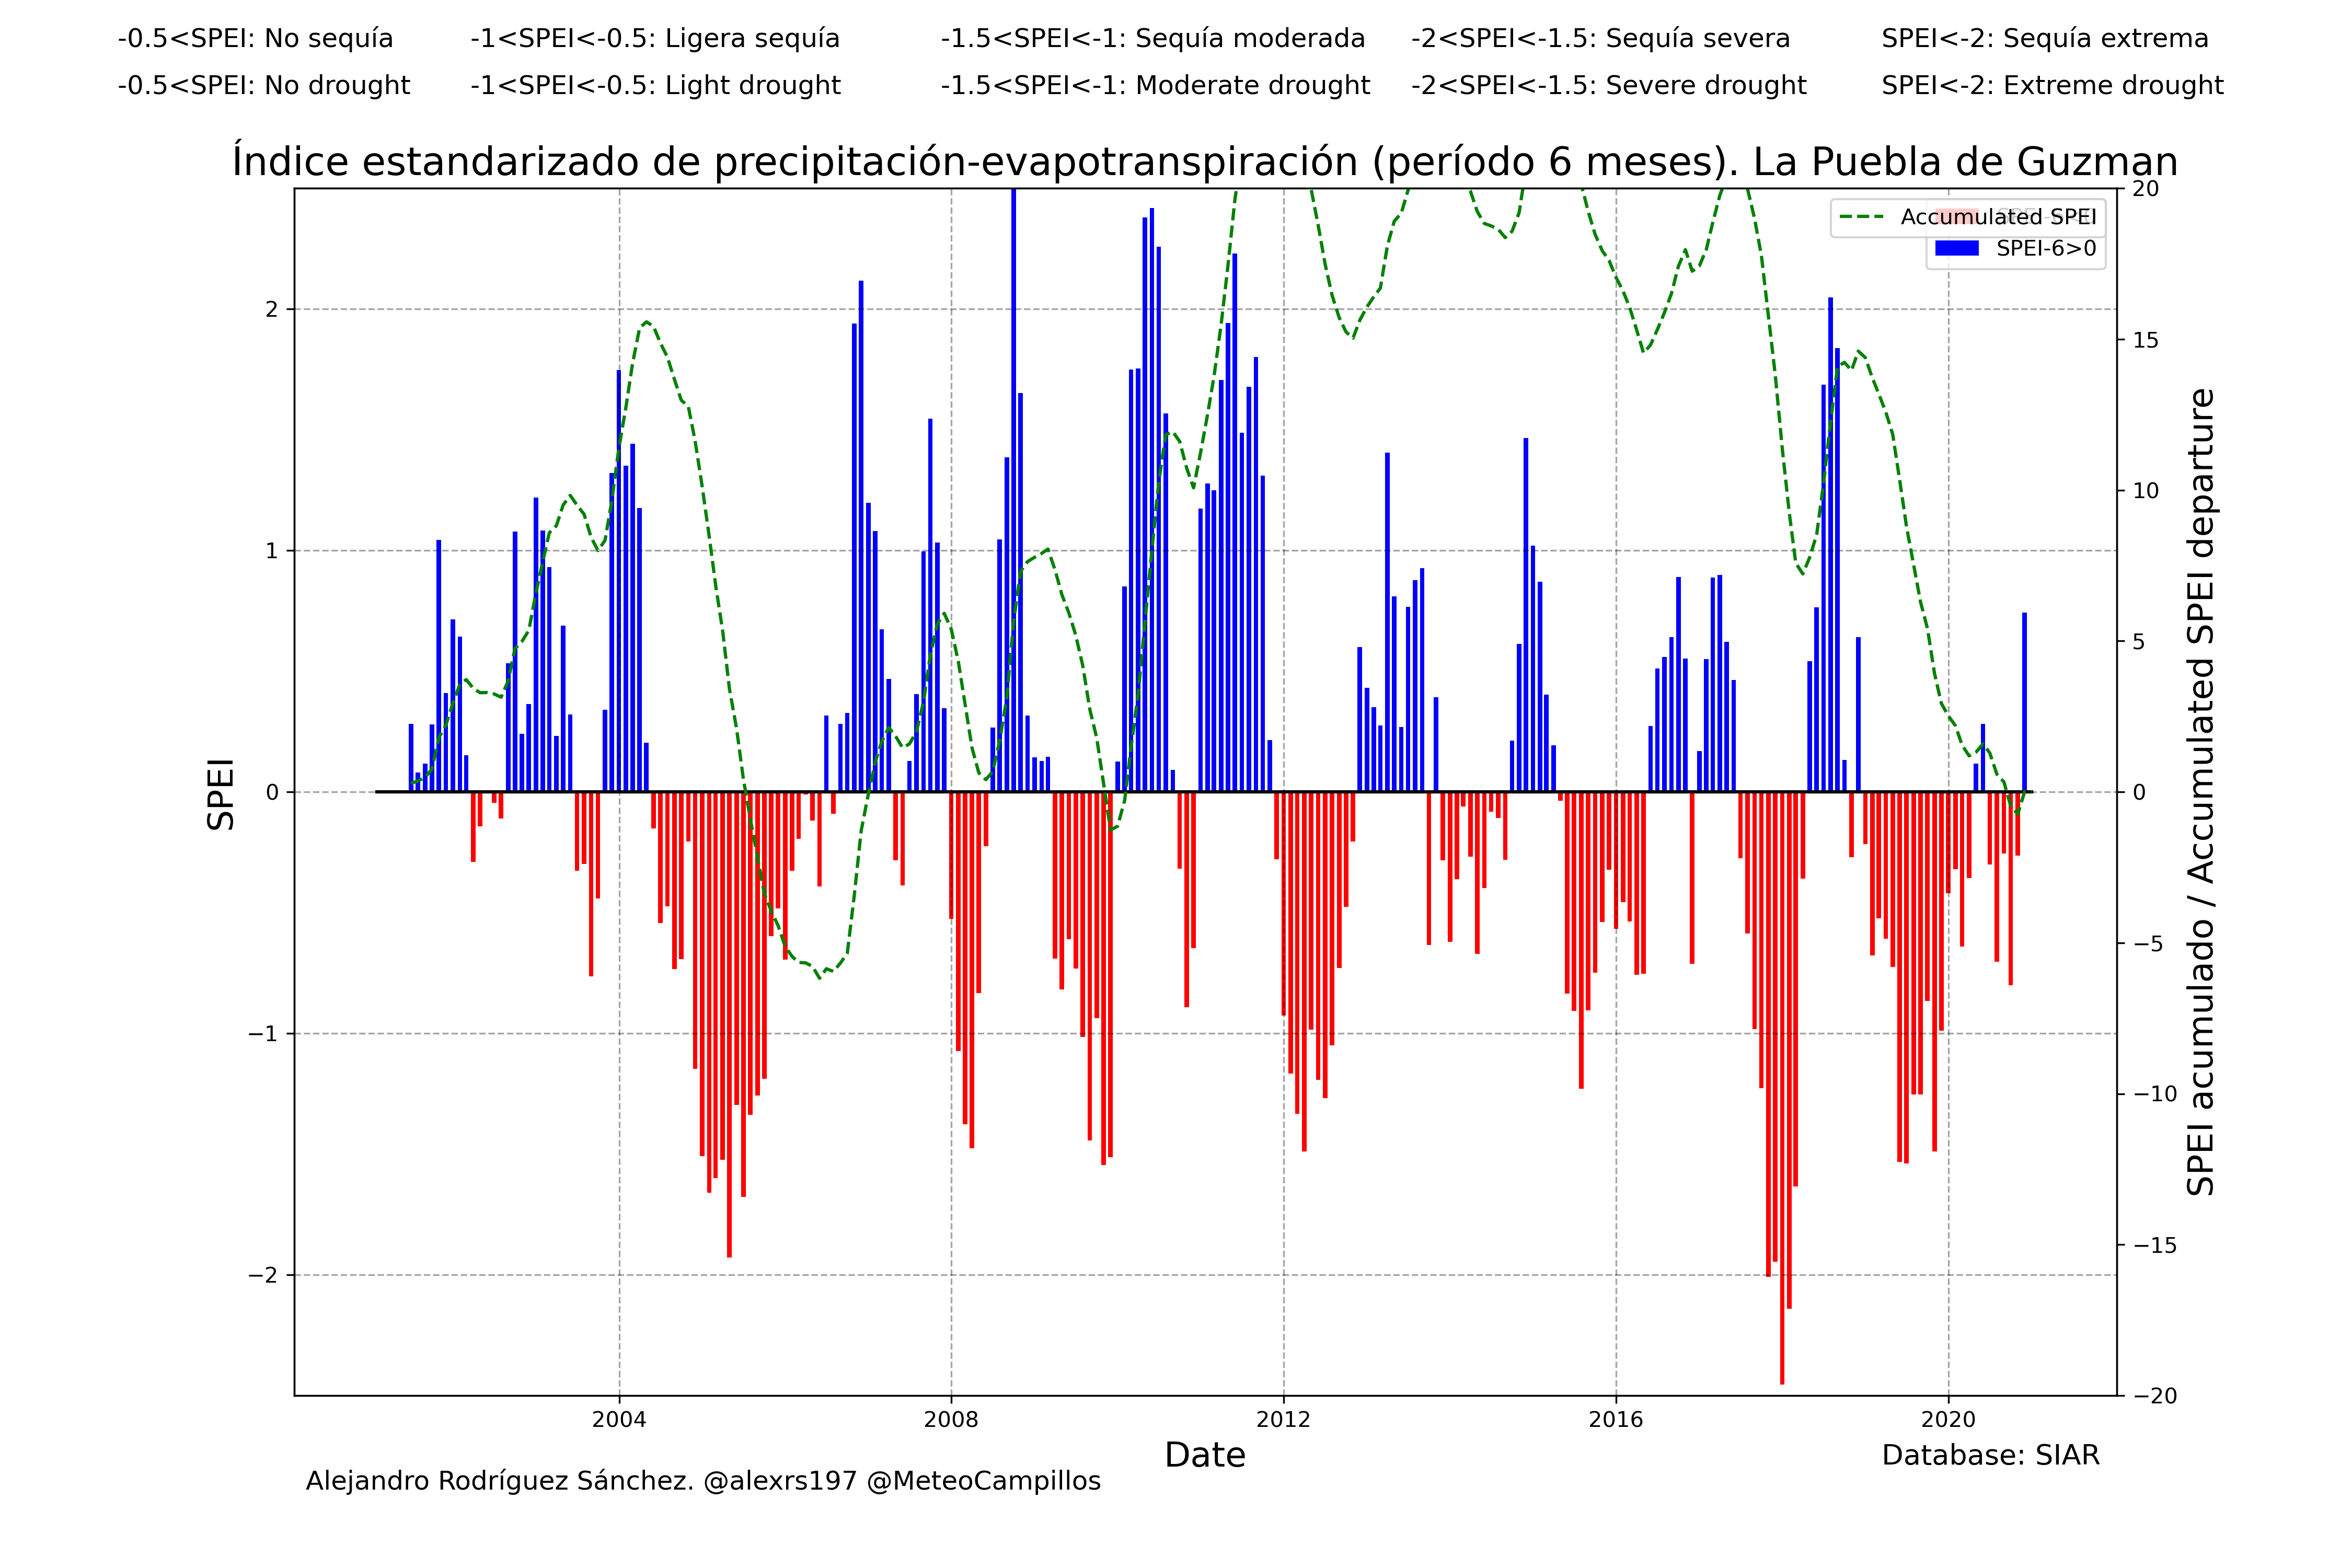 -0.5<SPEI: No sequía
-1<SPEI<-0.5: Ligera sequía
-1.5<SPEI<-1: Sequía moderada
-2<SPEI<-1.5: Sequía severa
SPEI<-2: Sequía extrema
-0.5<SPEI: No drought
-1<SPEI<-0.5: Light drought
-1.5<SPEI<-1: Moderate drought
-2<SPEI<-1.5: Severe drought
SPEI<-2: Extreme drought
Índice estandarizado de precipitación-evapotranspiración (período 6 meses). La Puebla de Guzman
Accumulated SPEI
SPEI-6>0
SPEI
2
1
0
−1
−2
20
15
10
5
0
−5
−10
−15
−20
SPEI acumulado / Accumulated SPEI departure
2004
2008
2012
2016
2020
Date
Database: SIAR
Alejandro Rodríguez Sánchez. @alexrs197 @MeteoCampillos